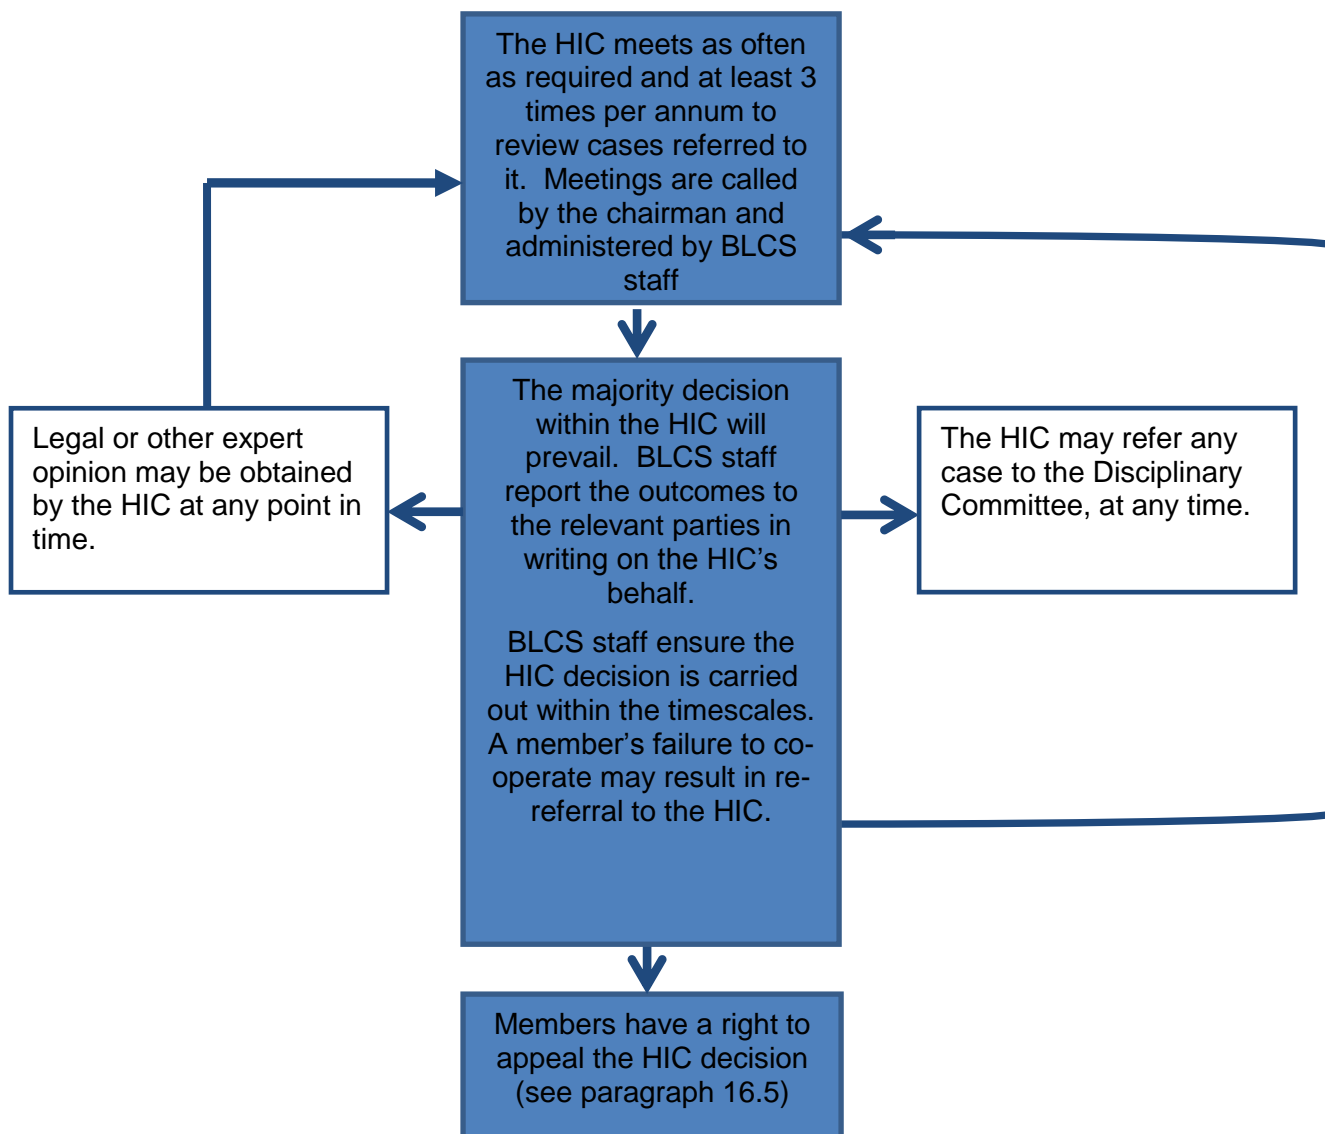 The HIC meets as often
as required and at least 3
times per annum to
review cases referred to
it.  Meetings are called
by the chairman and
administered by BLCS
staff
Legal or other expert
opinion may be obtained
by the HIC at any point in
time.
The majority decision
within the HIC will
prevail.  BLCS staff
report the outcomes to
the relevant parties in
writing on the HIC’s
behalf.
BLCS staff ensure the
HIC decision is carried
out within the timescales.
A member’s failure to co-
operate may result in re-
referral to the HIC.
The HIC may refer any
case to the Disciplinary
Committee, at any time.
Members have a right to
appeal the HIC decision
(see paragraph 16.5)